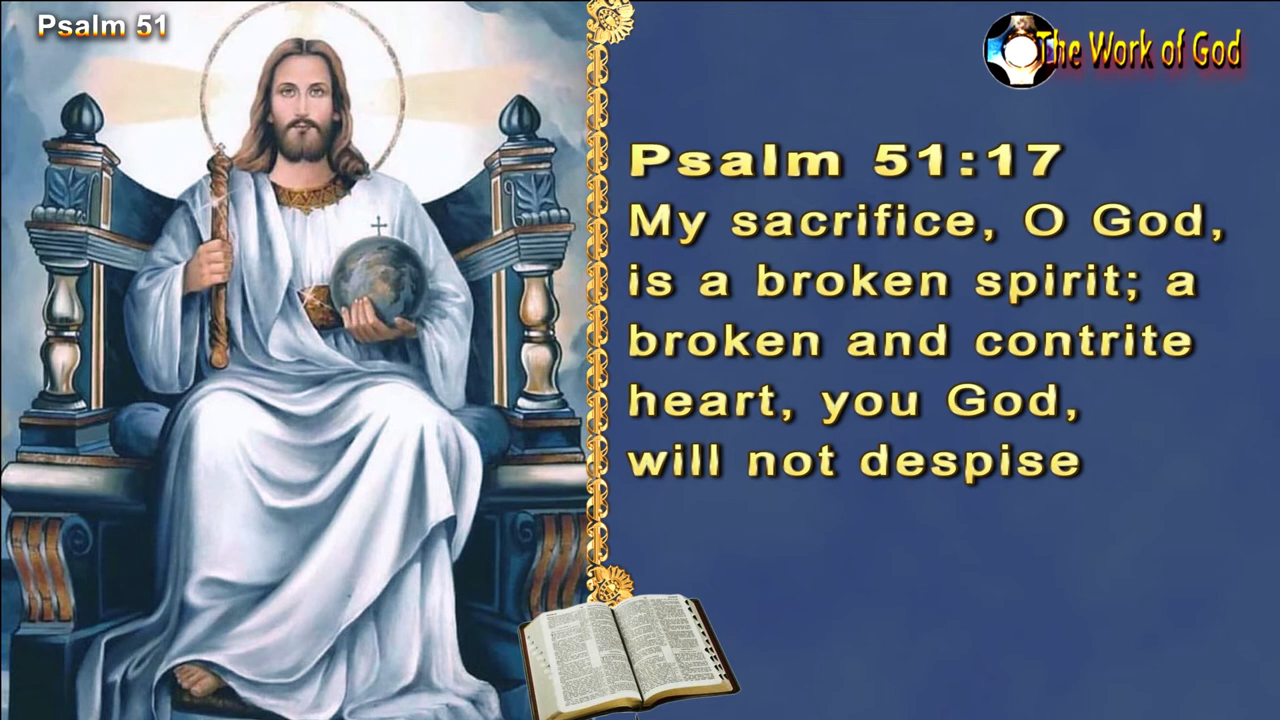 Psalm 51
The Work of God
Psalm 51:17
My sacrifice, O God,
is a broken spirit; a
broken and contrite
heart, you God,
will not despise